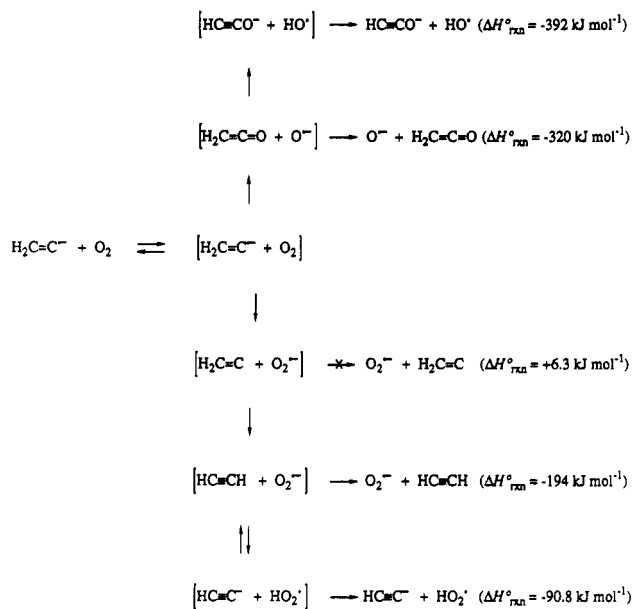 [HC≡CO⁻ + HO•] → HC≡CO⁻ + HO• (ΔH°rxn = -392 kJ mol⁻¹)
↑
[H₂C=C=O + O•⁻] → O•⁻ + H₂C=C=O (ΔH°rxn = -320 kJ mol⁻¹)
↑
H₂C=C•⁻ + O₂ ⇌ [H₂C=C•⁻ + O₂]
↓
[H₂C=C + O₂•⁻] -×→ O₂•⁻ + H₂C=C (ΔH°rxn = +6.3 kJ mol⁻¹)
↓
[HC≡CH + O₂•⁻] → O₂•⁻ + HC≡CH (ΔH°rxn = -194 kJ mol⁻¹)
↑↓
[HC≡C⁻ + HO₂•] → HC≡C⁻ + HO₂• (ΔH°rxn = -90.8 kJ mol⁻¹)